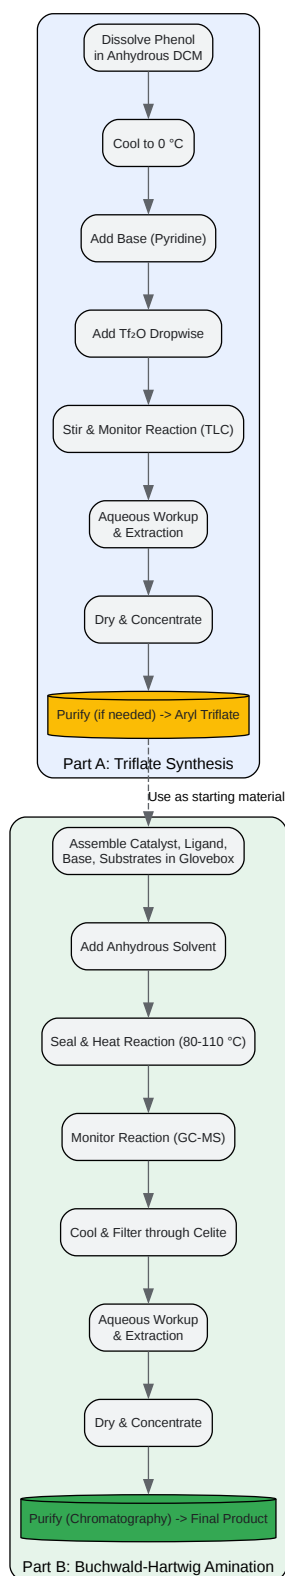 Dissolve Phenol
in Anhydrous DCM
Cool to 0 °C
Add Base (Pyridine)
Add Tf₂O Dropwise
Stir & Monitor Reaction (TLC)
Aqueous Workup
& Extraction
Dry & Concentrate
Purify (if needed) -> Aryl Triflate
Part A: Triflate Synthesis
Use as starting material
Assemble Catalyst, Ligand,
Base, Substrates in Glovebox
Add Anhydrous Solvent
Seal & Heat Reaction (80-110 °C)
Monitor Reaction (GC-MS)
Cool & Filter through Celite
Aqueous Workup
& Extraction
Dry & Concentrate
Purify (Chromatography) -> Final Product
Part B: Buchwald-Hartwig Amination